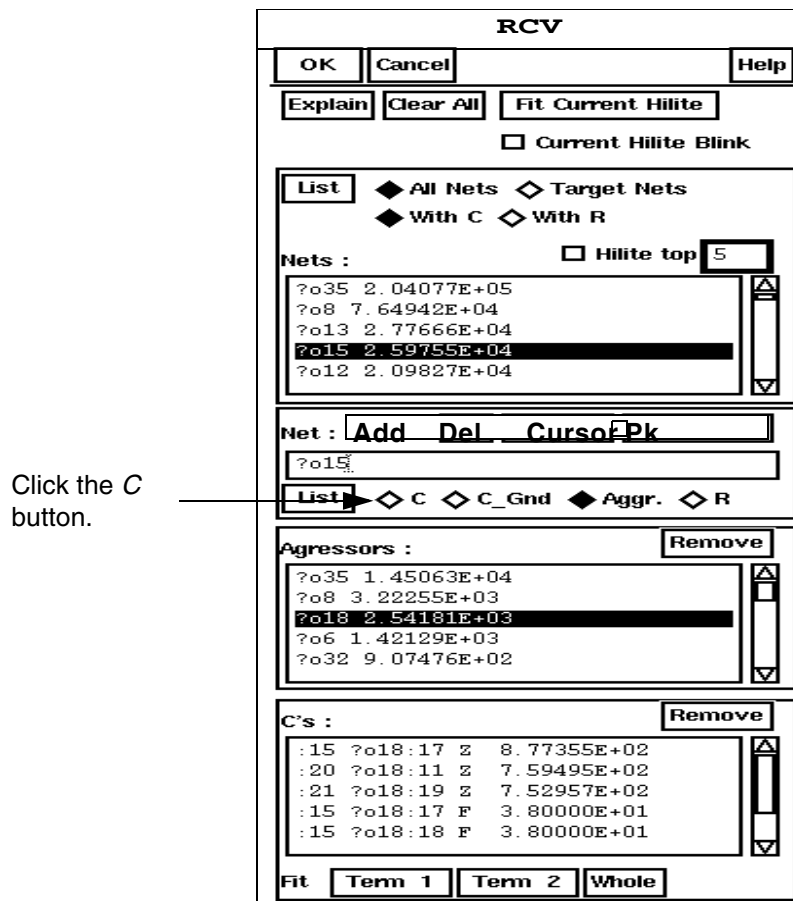 RCV
OK Cancel Help
Explain Clear All Fit Current Hilite
Current Hilite Blink
List All Nets Target Nets
With C With R
Nets : Hilite top 5
?o35 2.04077E+05
?o8 7.64942E+04
?o13 2.77666E+04
?o15 2.59755E+04
?o12 2.09827E+04
Net : Add Del Cursor Pk
?o15
Click the C
button.
List C C_Gnd Aggr. R
Agressors : Remove
?o35 1.45063E+04
?o8 3.22255E+03
?o18 2.54181E+03
?o6 1.42129E+03
?o32 9.07476E+02
C's : Remove
:15 ?o18:17 Z 8.77355E+02
:20 ?o18:11 Z 7.59495E+02
:21 ?o18:19 Z 7.52957E+02
:15 ?o18:17 F 3.80000E+01
:15 ?o18:18 F 3.80000E+01
Fit Term 1 Term 2 Whole